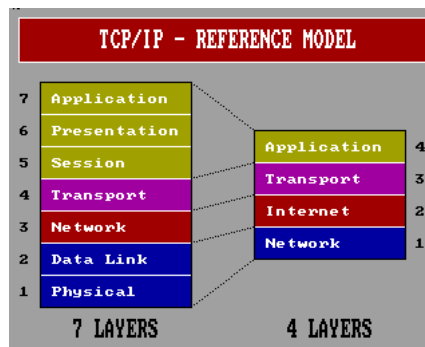 TCP/IP - REFERENCE MODEL
7 Application
6 Presentation
5 Session
4 Transport
3 Network
2 Data Link
1 Physical
7 LAYERS
Application 4
Transport 3
Internet 2
Network 1
4 LAYERS